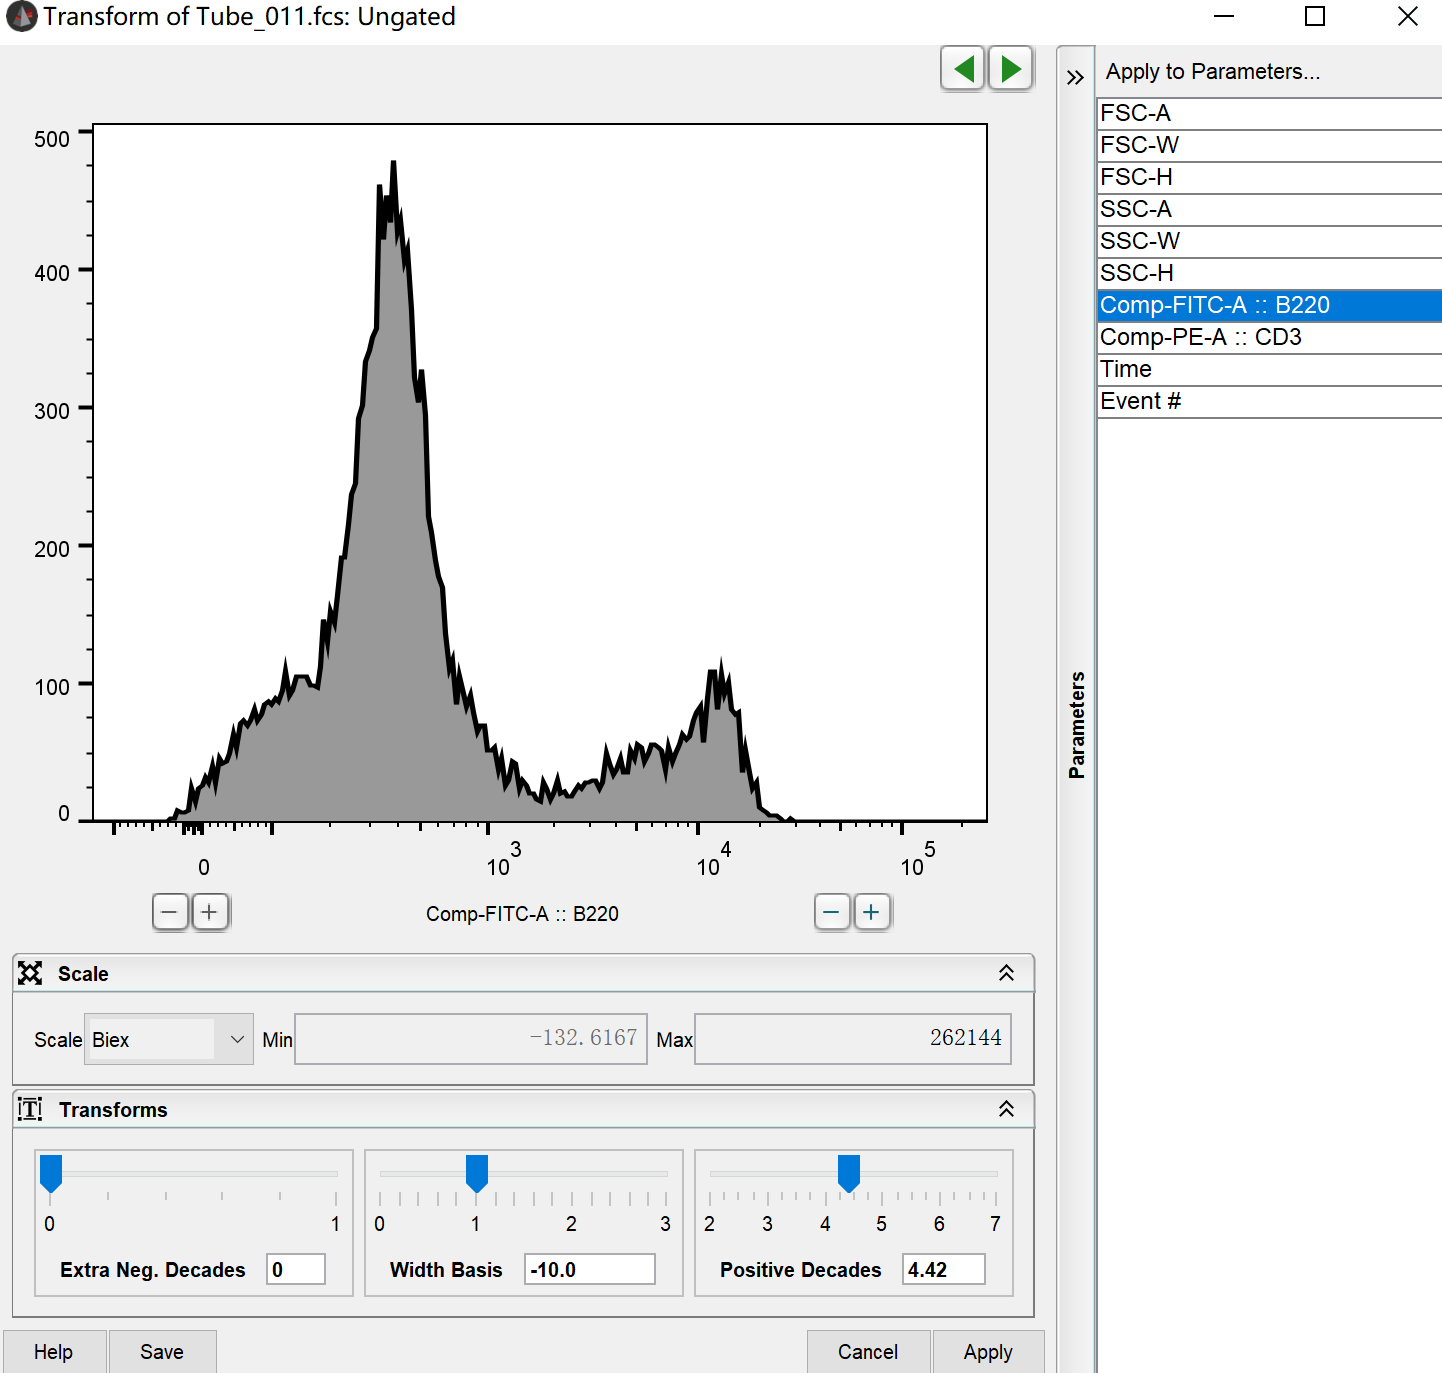 Transform of Tube_011.fcs: Ungated
Apply to Parameters...
FSC-A
FSC-W
FSC-H
SSC-A
SSC-W
SSC-H
Comp-FITC-A :: B220
Comp-PE-A :: CD3
Time
Event #
Parameters
500
400
300
200
100
0
0 10^3 10^4 10^5
Comp-FITC-A :: B220
Scale
Scale Biex Min -132.6167 Max 262144
Transforms
0 1
Extra Neg. Decades 0
0 1 2 3
Width Basis -10.0
2 3 4 5 6 7
Positive Decades 4.42
Help Save Cancel Apply